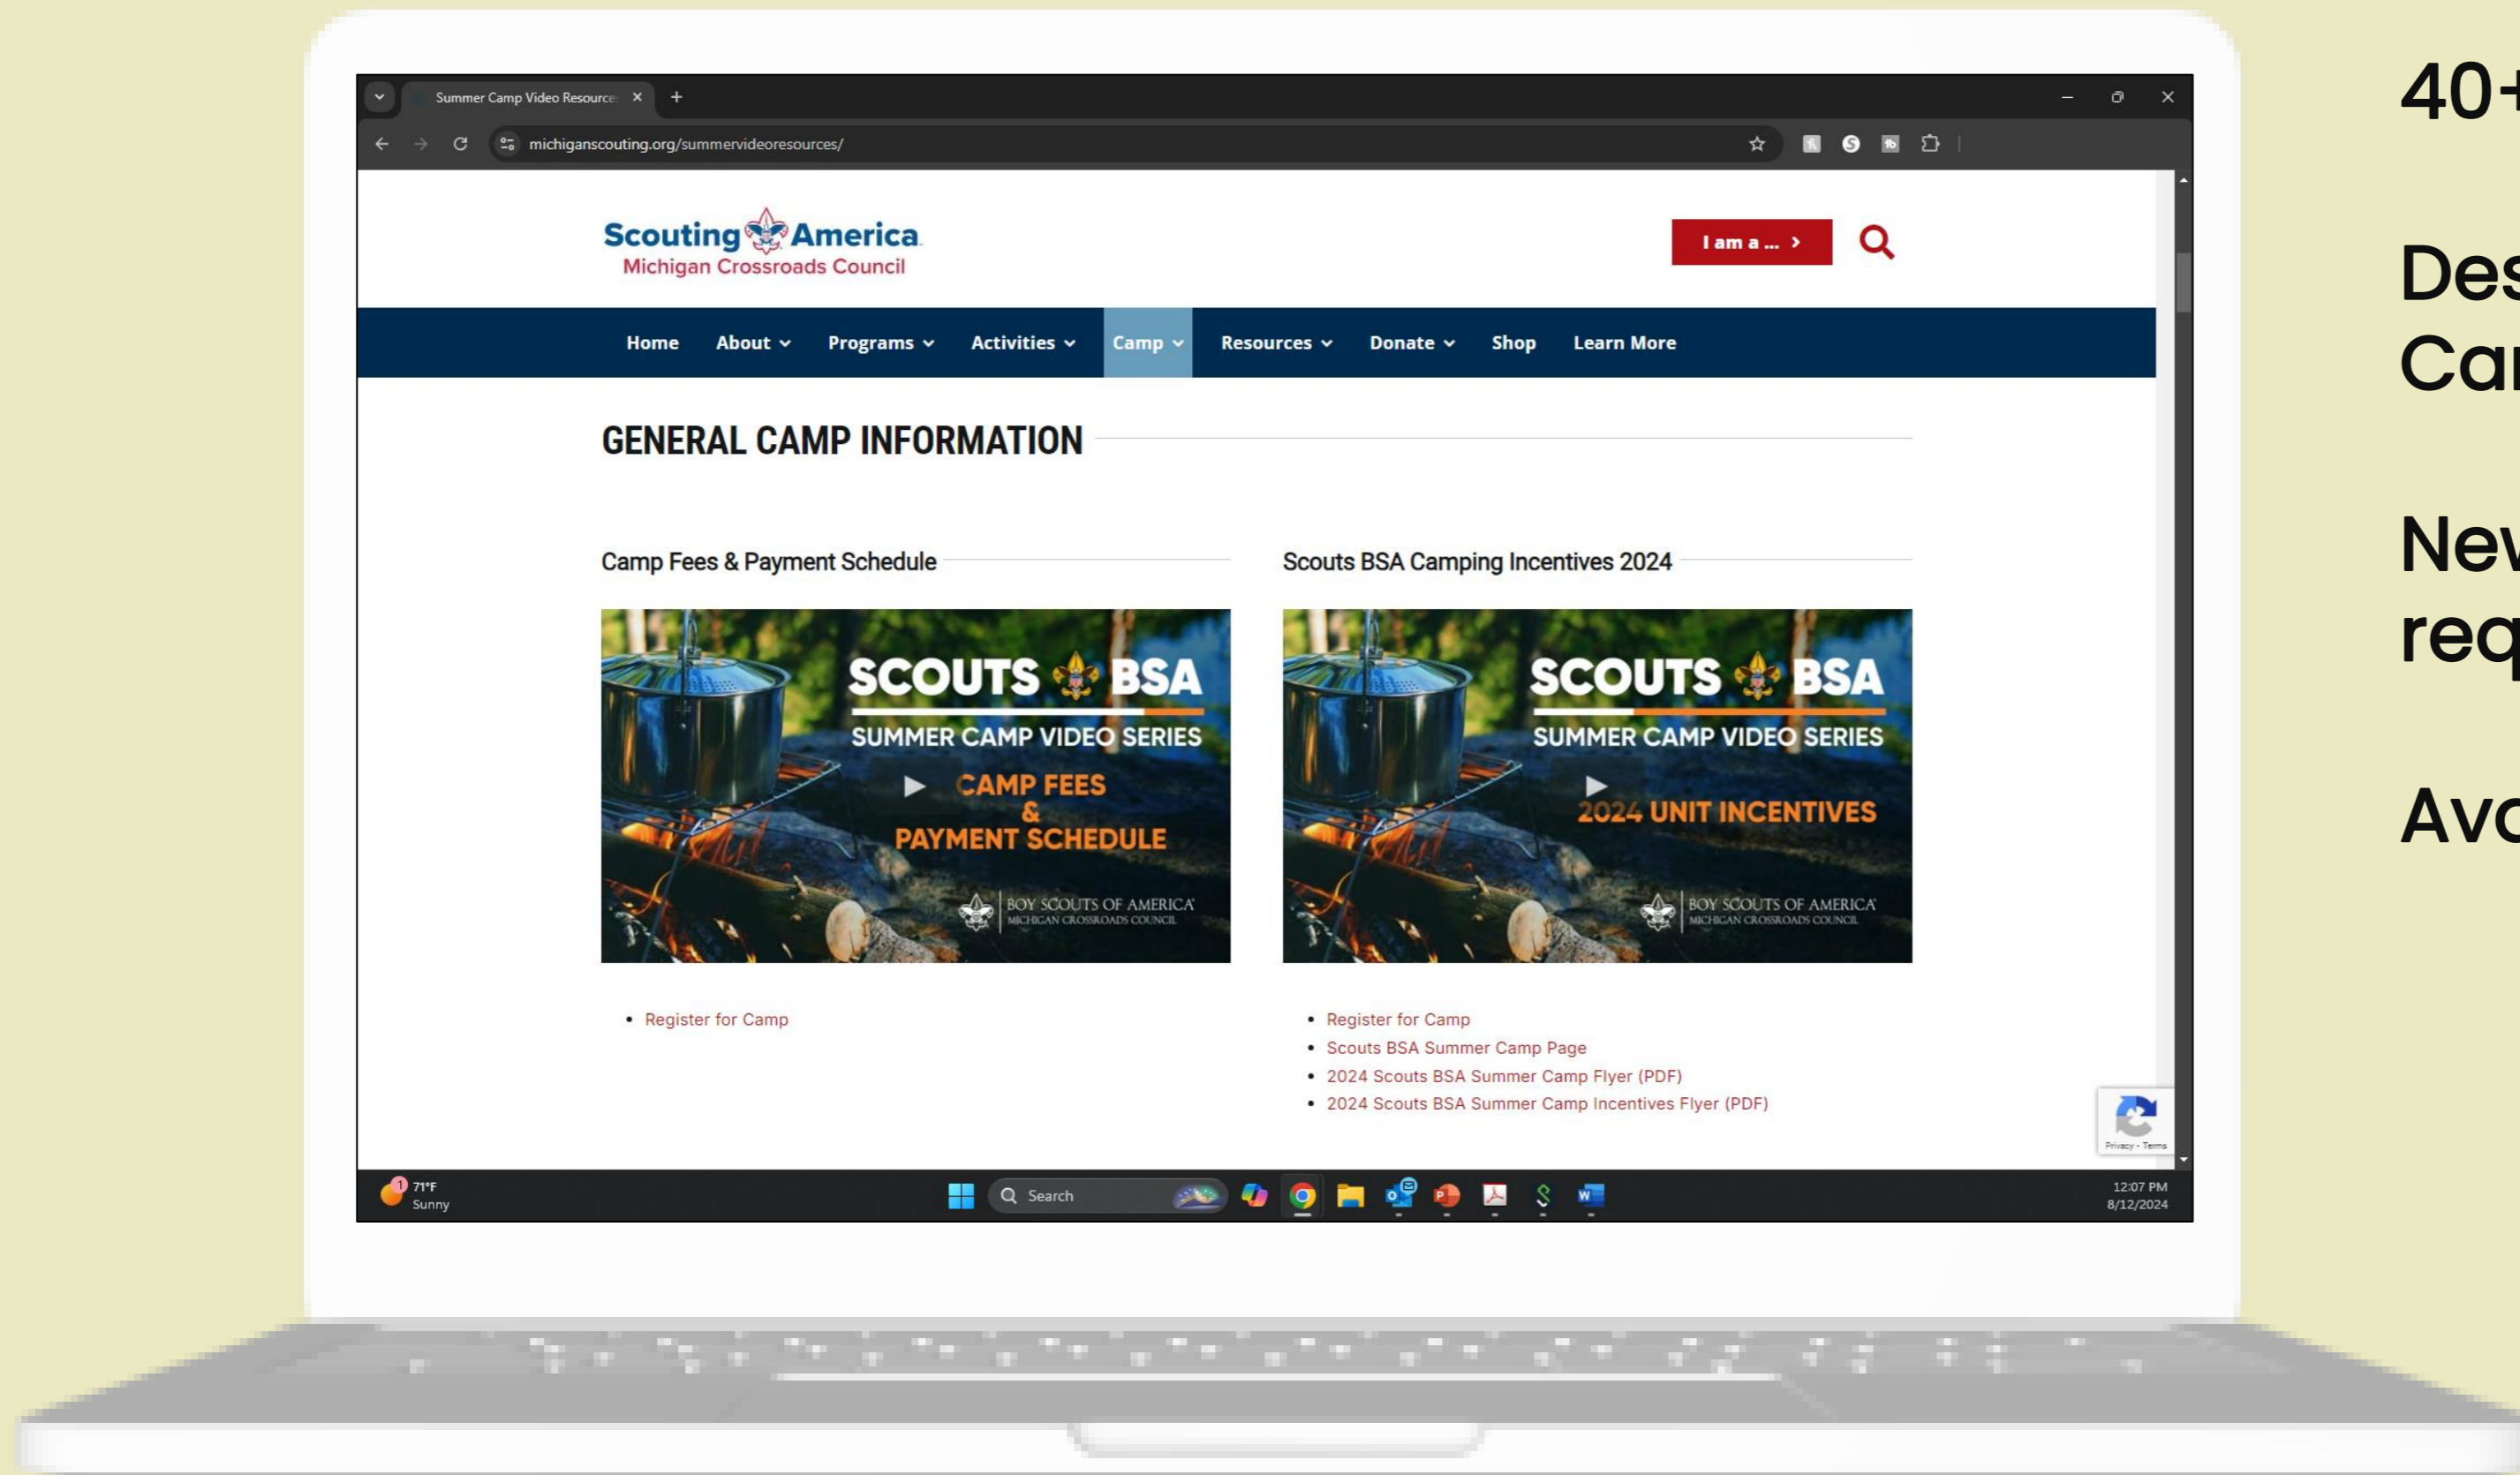 Summer Camp Video Resource
michiganscouting.org/summervideoresources/
Scouting America
Michigan Crossroads Council
I am a ... >
Home About Programs Activities Camp Resources Donate Shop Learn More
GENERAL CAMP INFORMATION
Camp Fees & Payment Schedule
SCOUTS BSA
SUMMER CAMP VIDEO SERIES
CAMP FEES
&
PAYMENT SCHEDULE
BOY SCOUTS OF AMERICA
MICHIGAN CROSSROADS COUNCIL
• Register for Camp
Scouts BSA Camping Incentives 2024
SCOUTS BSA
SUMMER CAMP VIDEO SERIES
2024 UNIT INCENTIVES
BOY SCOUTS OF AMERICA
MICHIGAN CROSSROADS COUNCIL
• Register for Camp
• Scouts BSA Summer Camp Page
• 2024 Scouts BSA Summer Camp Flyer (PDF)
• 2024 Scouts BSA Summer Camp Incentives Flyer (PDF)
Privacy - Terms
1
71°F
Sunny
Search
12:07 PM
8/12/2024
40+